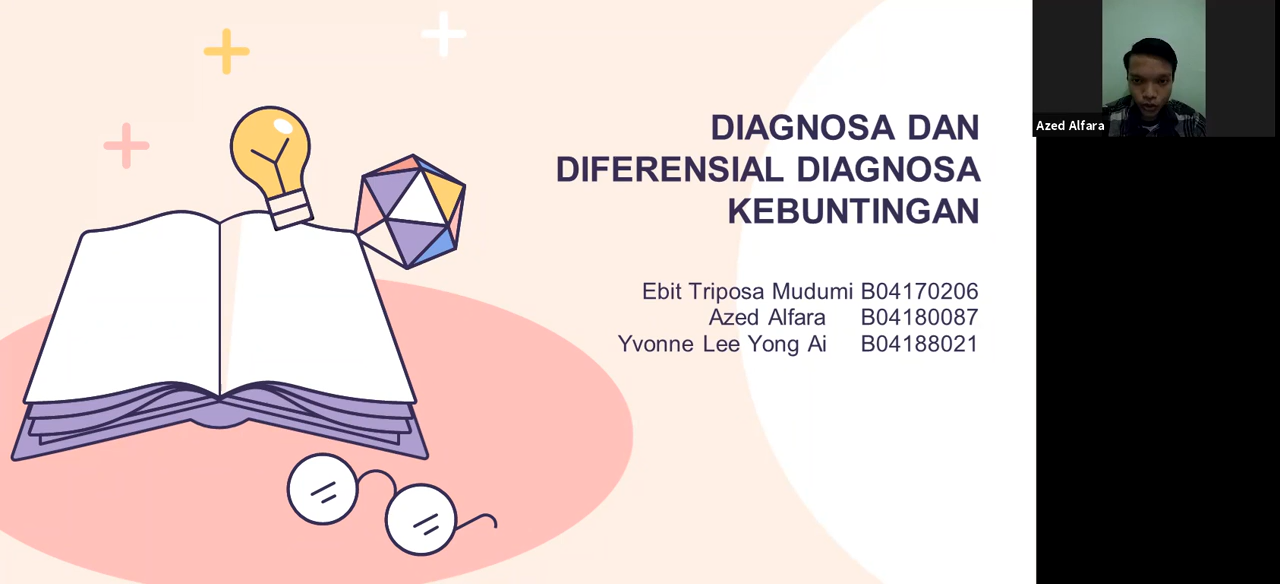 DIAGNOSA DAN
DIFERENSIAL DIAGNOSA
KEBUNTINGAN
Ebit Triposa Mudumi B04170206
Azed Alfara B04180087
Yvonne Lee Yong Ai B04188021
Azed Alfara